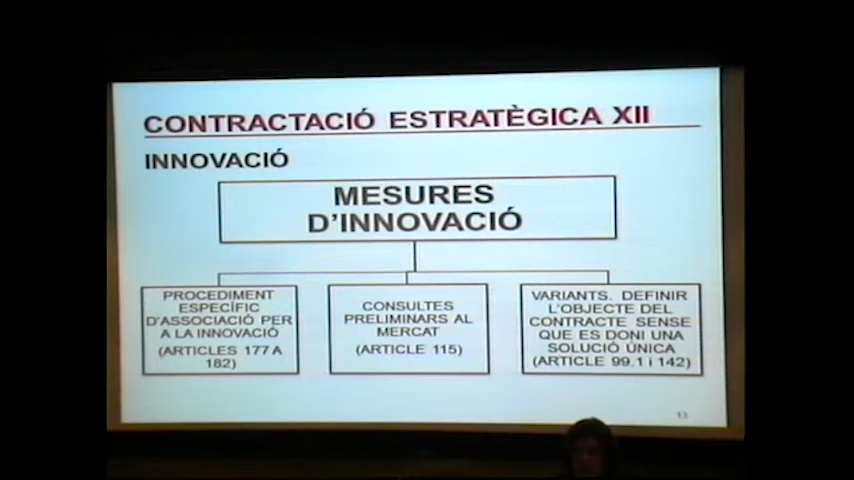 CONTRACTACIÓ ESTRATÈGICA XII
INNOVACIÓ
MESURES
D'INNOVACIÓ
PROCEDIMENT
ESPECÍFIC
D'ASSOCIACIÓ PER
A LA INNOVACIÓ
(ARTICLES 177 A
182)
CONSULTES
PRELIMINARS AL
MERCAT
(ARTICLE 115)
VARIANTS. DEFINIR
L'OBJECTE DEL
CONTRACTE SENSE
QUE ES DONI UNA
SOLUCIÓ ÚNICA
(ARTICLE 99.1 i 142)
13